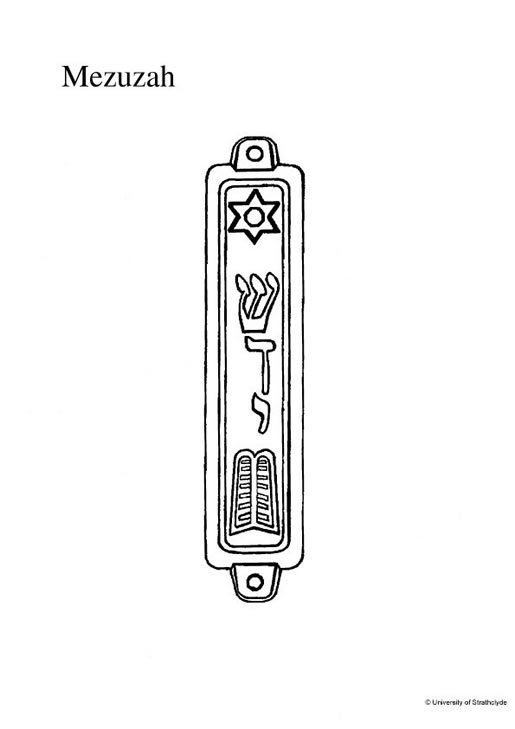 Mezuzah
ש
ד
י
© University of Strathclyde